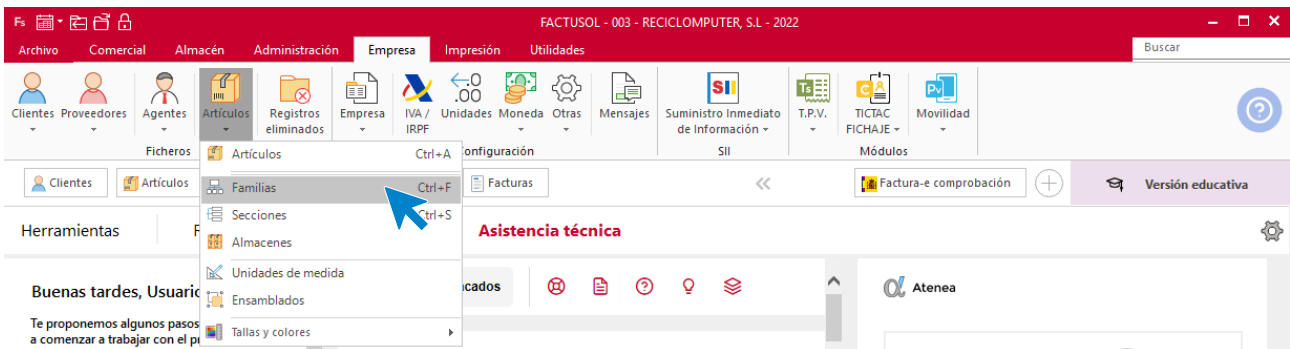 Fs
FACTUSOL - 003 - RECICLOMPUTER, S.L - 2022
Archivo Comercial Almacén Administración Empresa Impresión Utilidades Buscar
Clientes Proveedores Agentes Artículos Registros eliminados Empresa IVA / IRPF Unidades Moneda Otras Mensajes Suministro Inmediato de Información T.P.V. TICTAC FICHAJE Movilidad
Ficheros Configuración SII Módulos
Clientes Artículos Facturas Factura-e comprobación Versión educativa
Artículos Ctrl+A
Familias Ctrl+F
Secciones Ctrl+S
Almacenes
Unidades de medida
Ensamblados
Tallas y colores
Herramientas Asistencia técnica
Buenas tardes, Usuario
Atenea
Te proponemos algunos pasos
a comenzar a trabajar con el